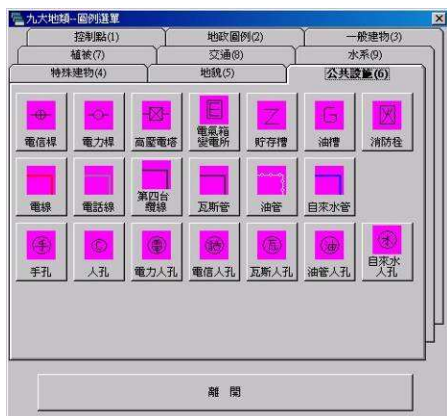 九大地類--圖例選單
控制點(1)
地政圖例(2)
一般建物(3)
植被(7)
交通(8)
水系(9)
特殊建物(4)
地貌(5)
公共設施(6)
電信桿
電力桿
高壓電塔
電氣箱
變電所
貯存槽
油槽
消防栓
電線
電話線
第四台
纜線
瓦斯管
油管
自來水管
手孔
人孔
電力人孔
電信人孔
瓦斯人孔
油管人孔
自來水
人孔
離 開